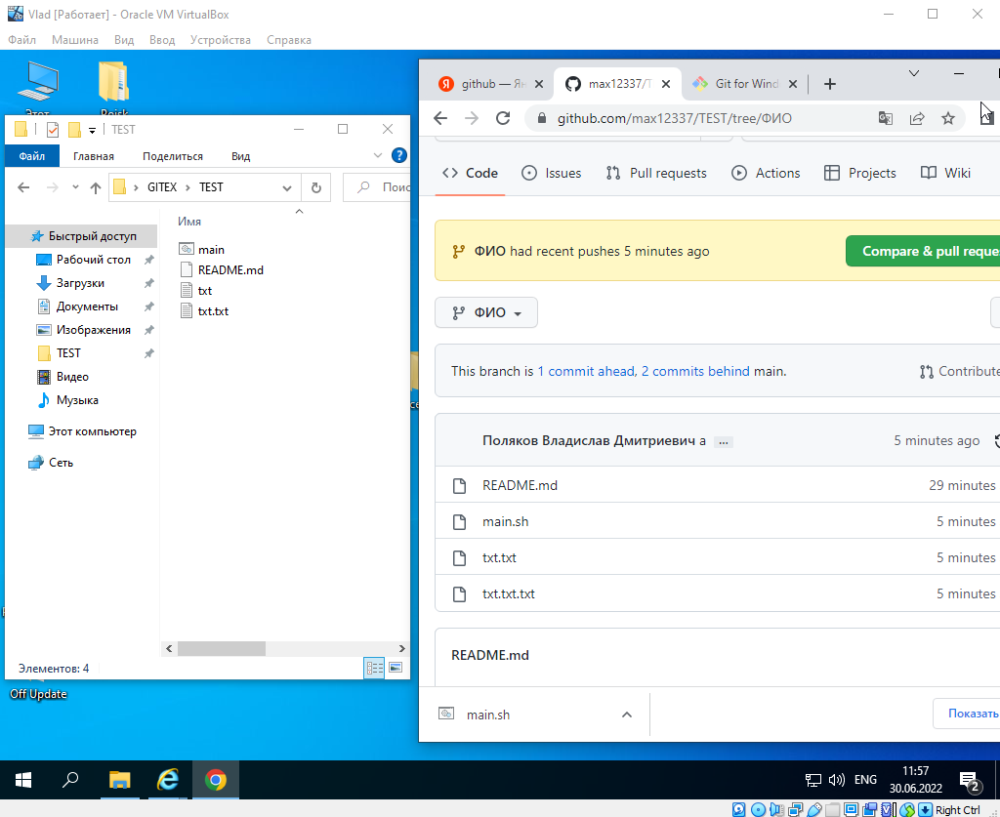 Vlad [Работает] - Oracle VM VirtualBox
Файл Машина Вид Ввод Устройства Справка
Этот
TEST
Файл Главная Поделиться Вид
GITEX TEST
Поис
Имя
Быстрый доступ
Рабочий стол
Загрузки
Документы
Изображения
TEST
Видео
Музыка
Этот компьютер
Сеть
main
README.md
txt
txt.txt
Элементов: 4
Off Update
github — Ян
max12337/T
Git for Wind
github.com/max12337/TEST/tree/ФИО
Code Issues Pull requests Actions Projects Wiki
ФИО had recent pushes 5 minutes ago
Compare & pull reque
ФИО
This branch is 1 commit ahead, 2 commits behind main.
Contribute
Поляков Владислав Дмитриевич а ... 5 minutes ago
README.md 29 minutes
main.sh 5 minutes
txt.txt 5 minutes
txt.txt.txt 5 minutes
README.md
main.sh
Показать
ENG
11:57
30.06.2022
2
Right Ctrl